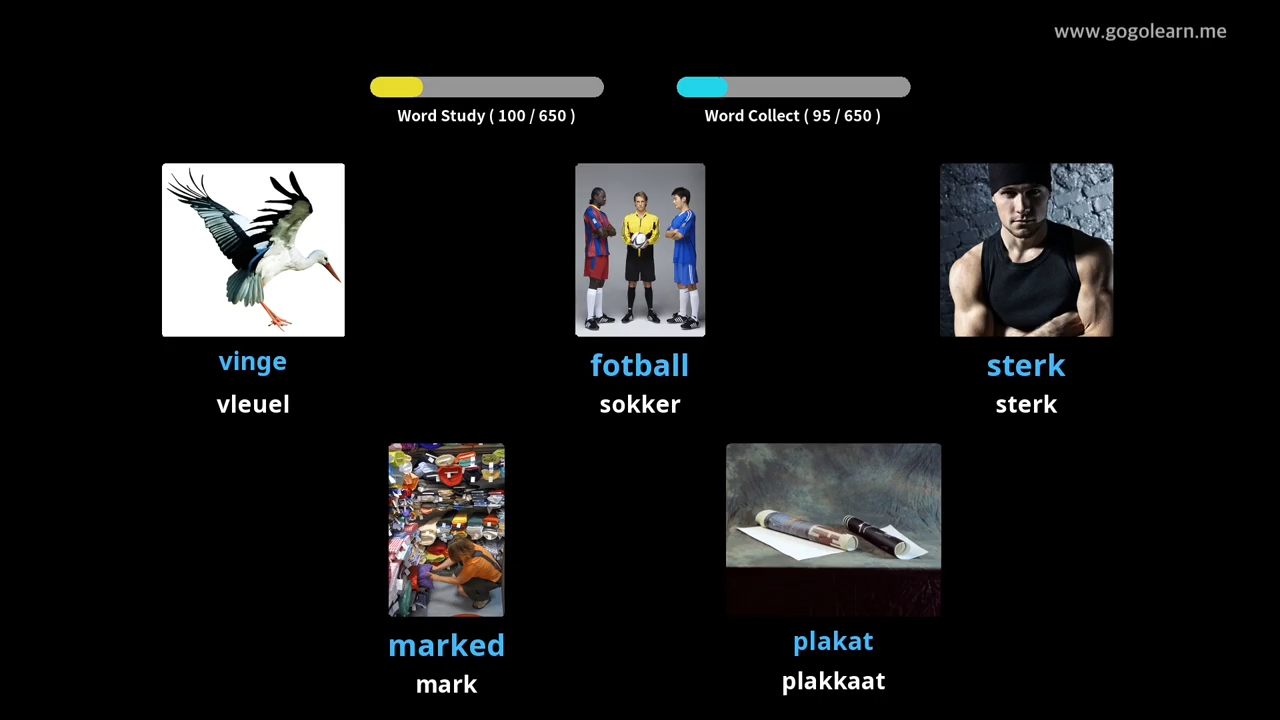 www.gogolearn.me
Word Study ( 100 / 650 )
Word Collect ( 95 / 650 )
vinge
vleuel
fotball
sokker
sterk
sterk
marked
mark
plakat
plakkaat